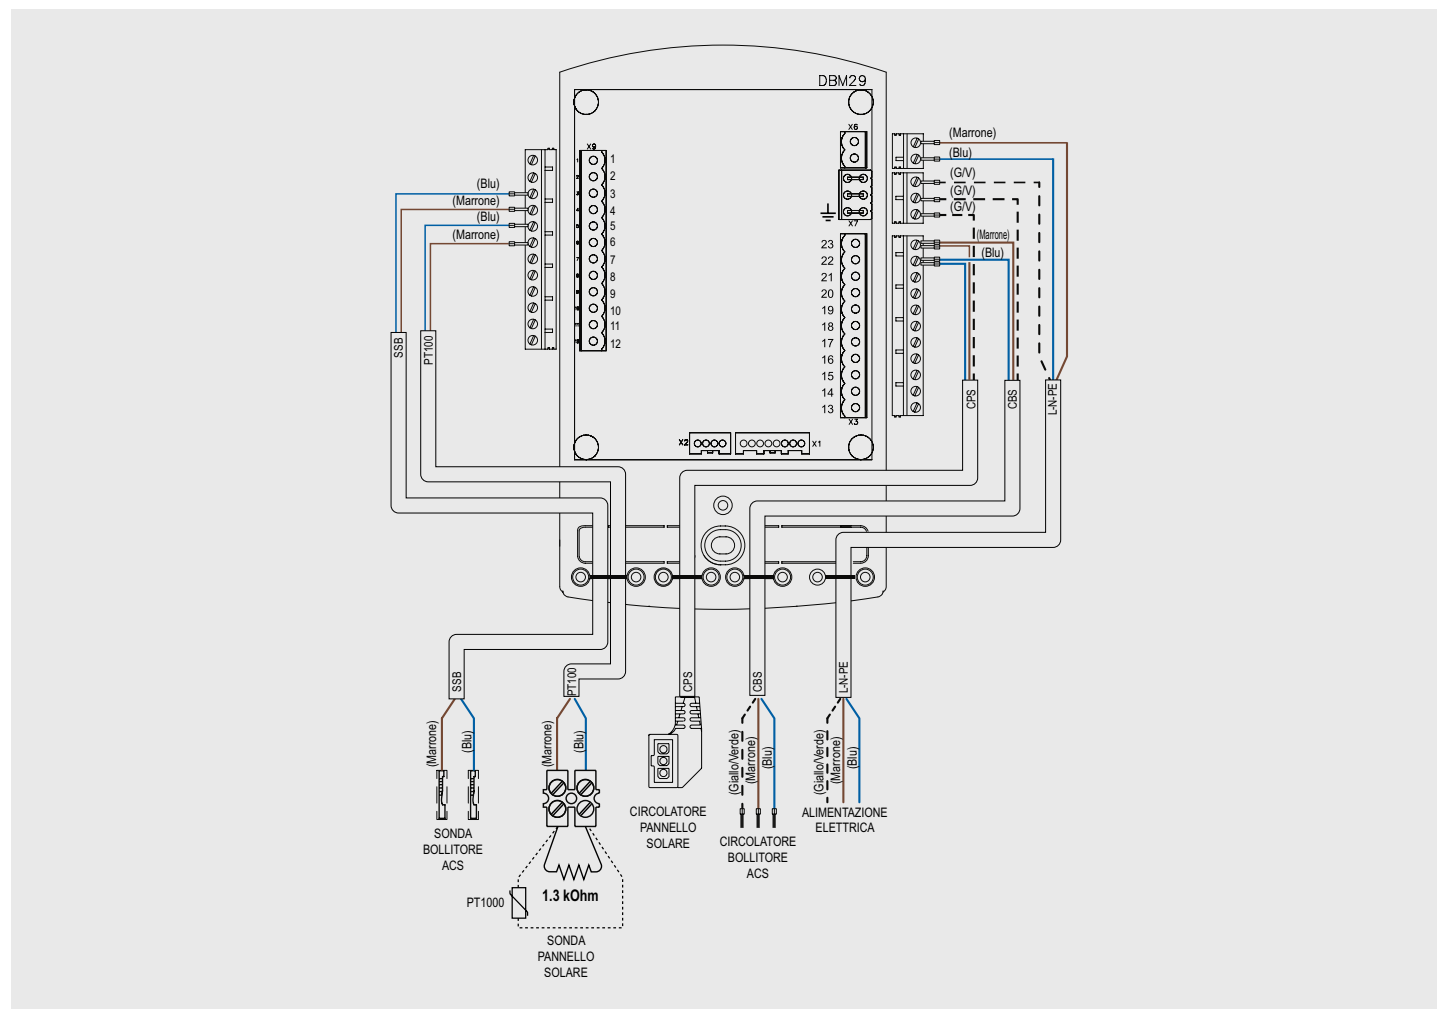 DBM29
X6
X9
1
2
3
4
5
6
7
8
9
10
11
12
(Blu)
(Marrone)
(Blu)
(Marrone)
X7
23
22
21
20
19
18
17
16
15
14
13
X3
X2
X1
(Marrone)
(Blu)
(G/V)
(G/V)
(G/V)
(Marrone)
(Blu)
SSB
PT100
CPS
CBS
L-N-PE
SSB
PT100
CPS
CBS
L-N-PE
(Marrone)
(Blu)
(Marrone)
(Blu)
(Giallo/Verde)
(Marrone)
(Blu)
(Giallo/Verde)
(Marrone)
(Blu)
SONDA
BOLLITORE
ACS
CIRCOLATORE
PANNELLO
SOLARE
CIRCOLATORE
BOLLITORE
ACS
ALIMENTAZIONE
ELETTRICA
1.3 kOhm
PT1000
SONDA
PANNELLO
SOLARE